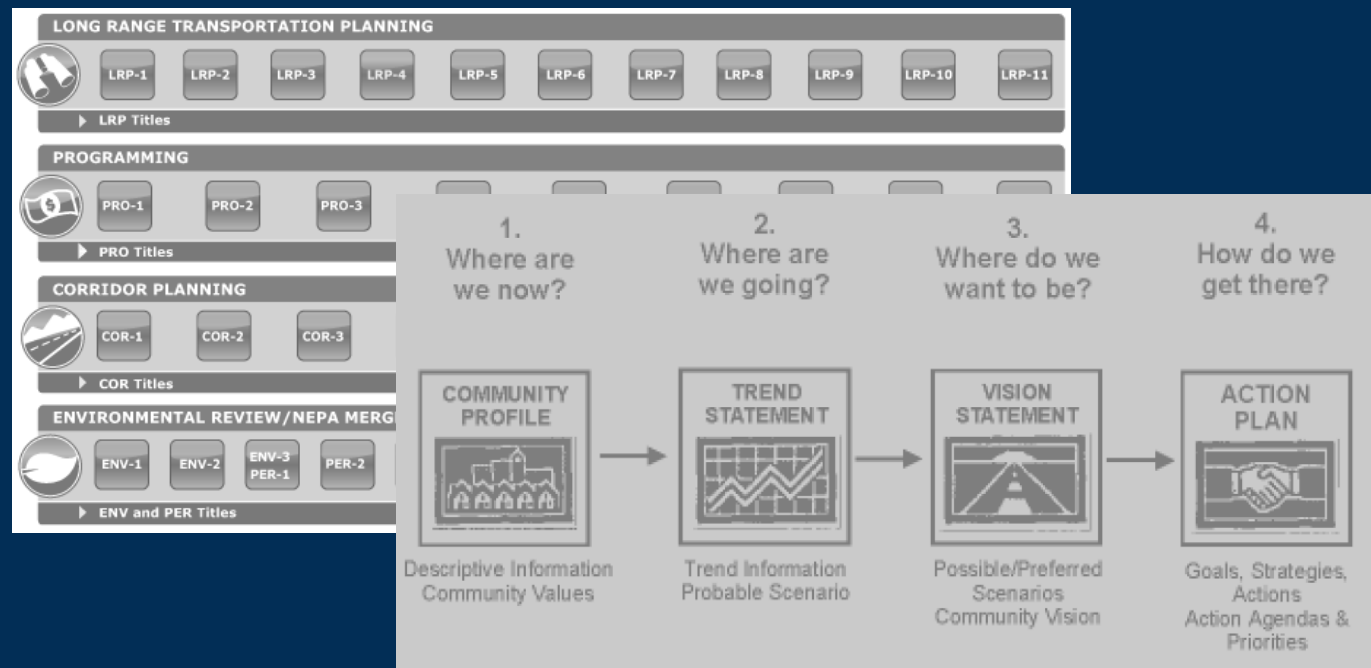 LONG RANGE TRANSPORTATION PLANNING
LRP-1 LRP-2 LRP-3 LRP-4 LRP-5 LRP-6 LRP-7 LRP-8 LRP-9 LRP-10 LRP-11
LRP Titles
PROGRAMMING
PRO-1 PRO-2 PRO-3
PRO Titles
CORRIDOR PLANNING
COR-1 COR-2 COR-3
COR Titles
ENVIRONMENTAL REVIEW/NEPA MERG
ENV-1 ENV-2 ENV-3 PER-2
PER-1
ENV and PER Titles
1.
Where are
we now?
COMMUNITY
PROFILE
Descriptive Information
Community Values
2.
Where are
we going?
TREND
STATEMENT
Trend Information
Probable Scenario
3.
Where do we
want to be?
VISION
STATEMENT
Possible/Preferred
Scenarios
Community Vision
4.
How do we
get there?
ACTION
PLAN
Goals, Strategies,
Actions
Action Agendas &
Priorities